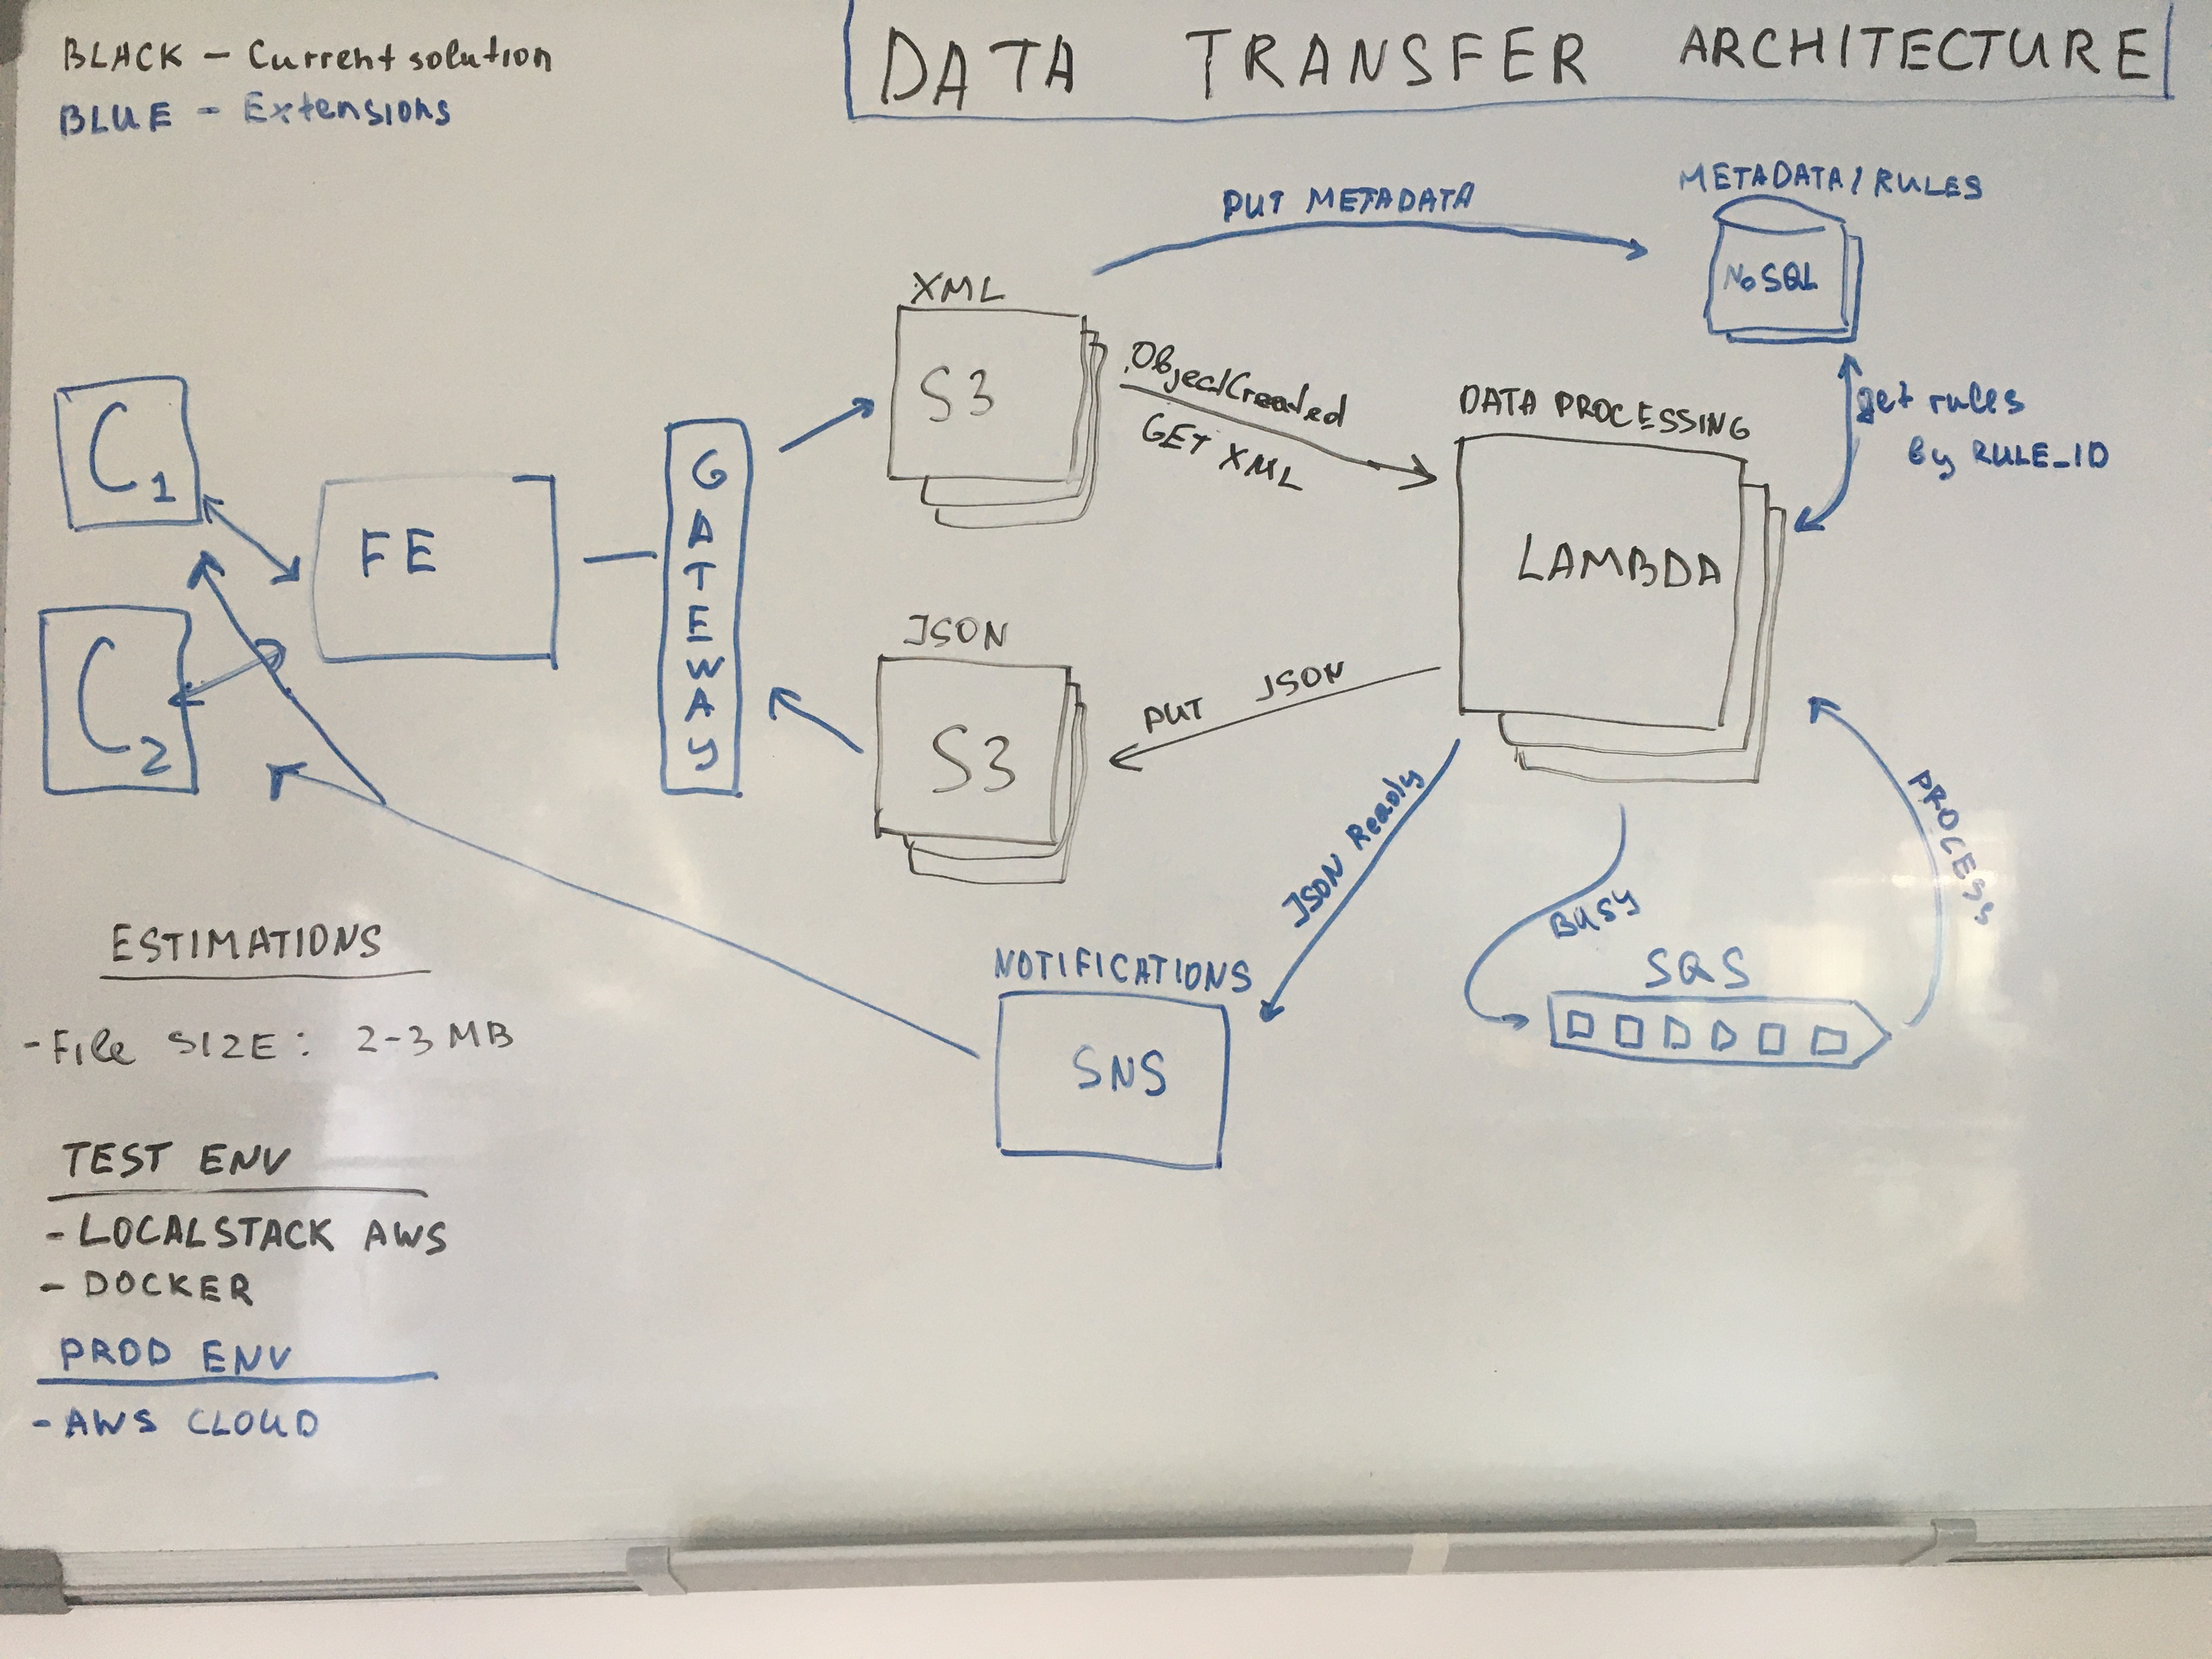 BLACK - Current solution
BLUE - Extensions
DATA TRANSFER ARCHITECTURE
PUT METADATA
METADATA / RULES
NoSQL
get rules
by RULE_ID
XML
S3
ObjectCreated
GET XML
DATA PROCESSING
LAMBDA
C1
C2
FE
GATEWAY
JSON
S3
PUT JSON
JSON Ready
BUSY
PROCESS
SQS
NOTIFICATIONS
SNS
ESTIMATIONS
- File SIZE: 2-3 MB
TEST ENV
- LOCALSTACK AWS
- DOCKER
PROD ENV
- AWS CLOUD